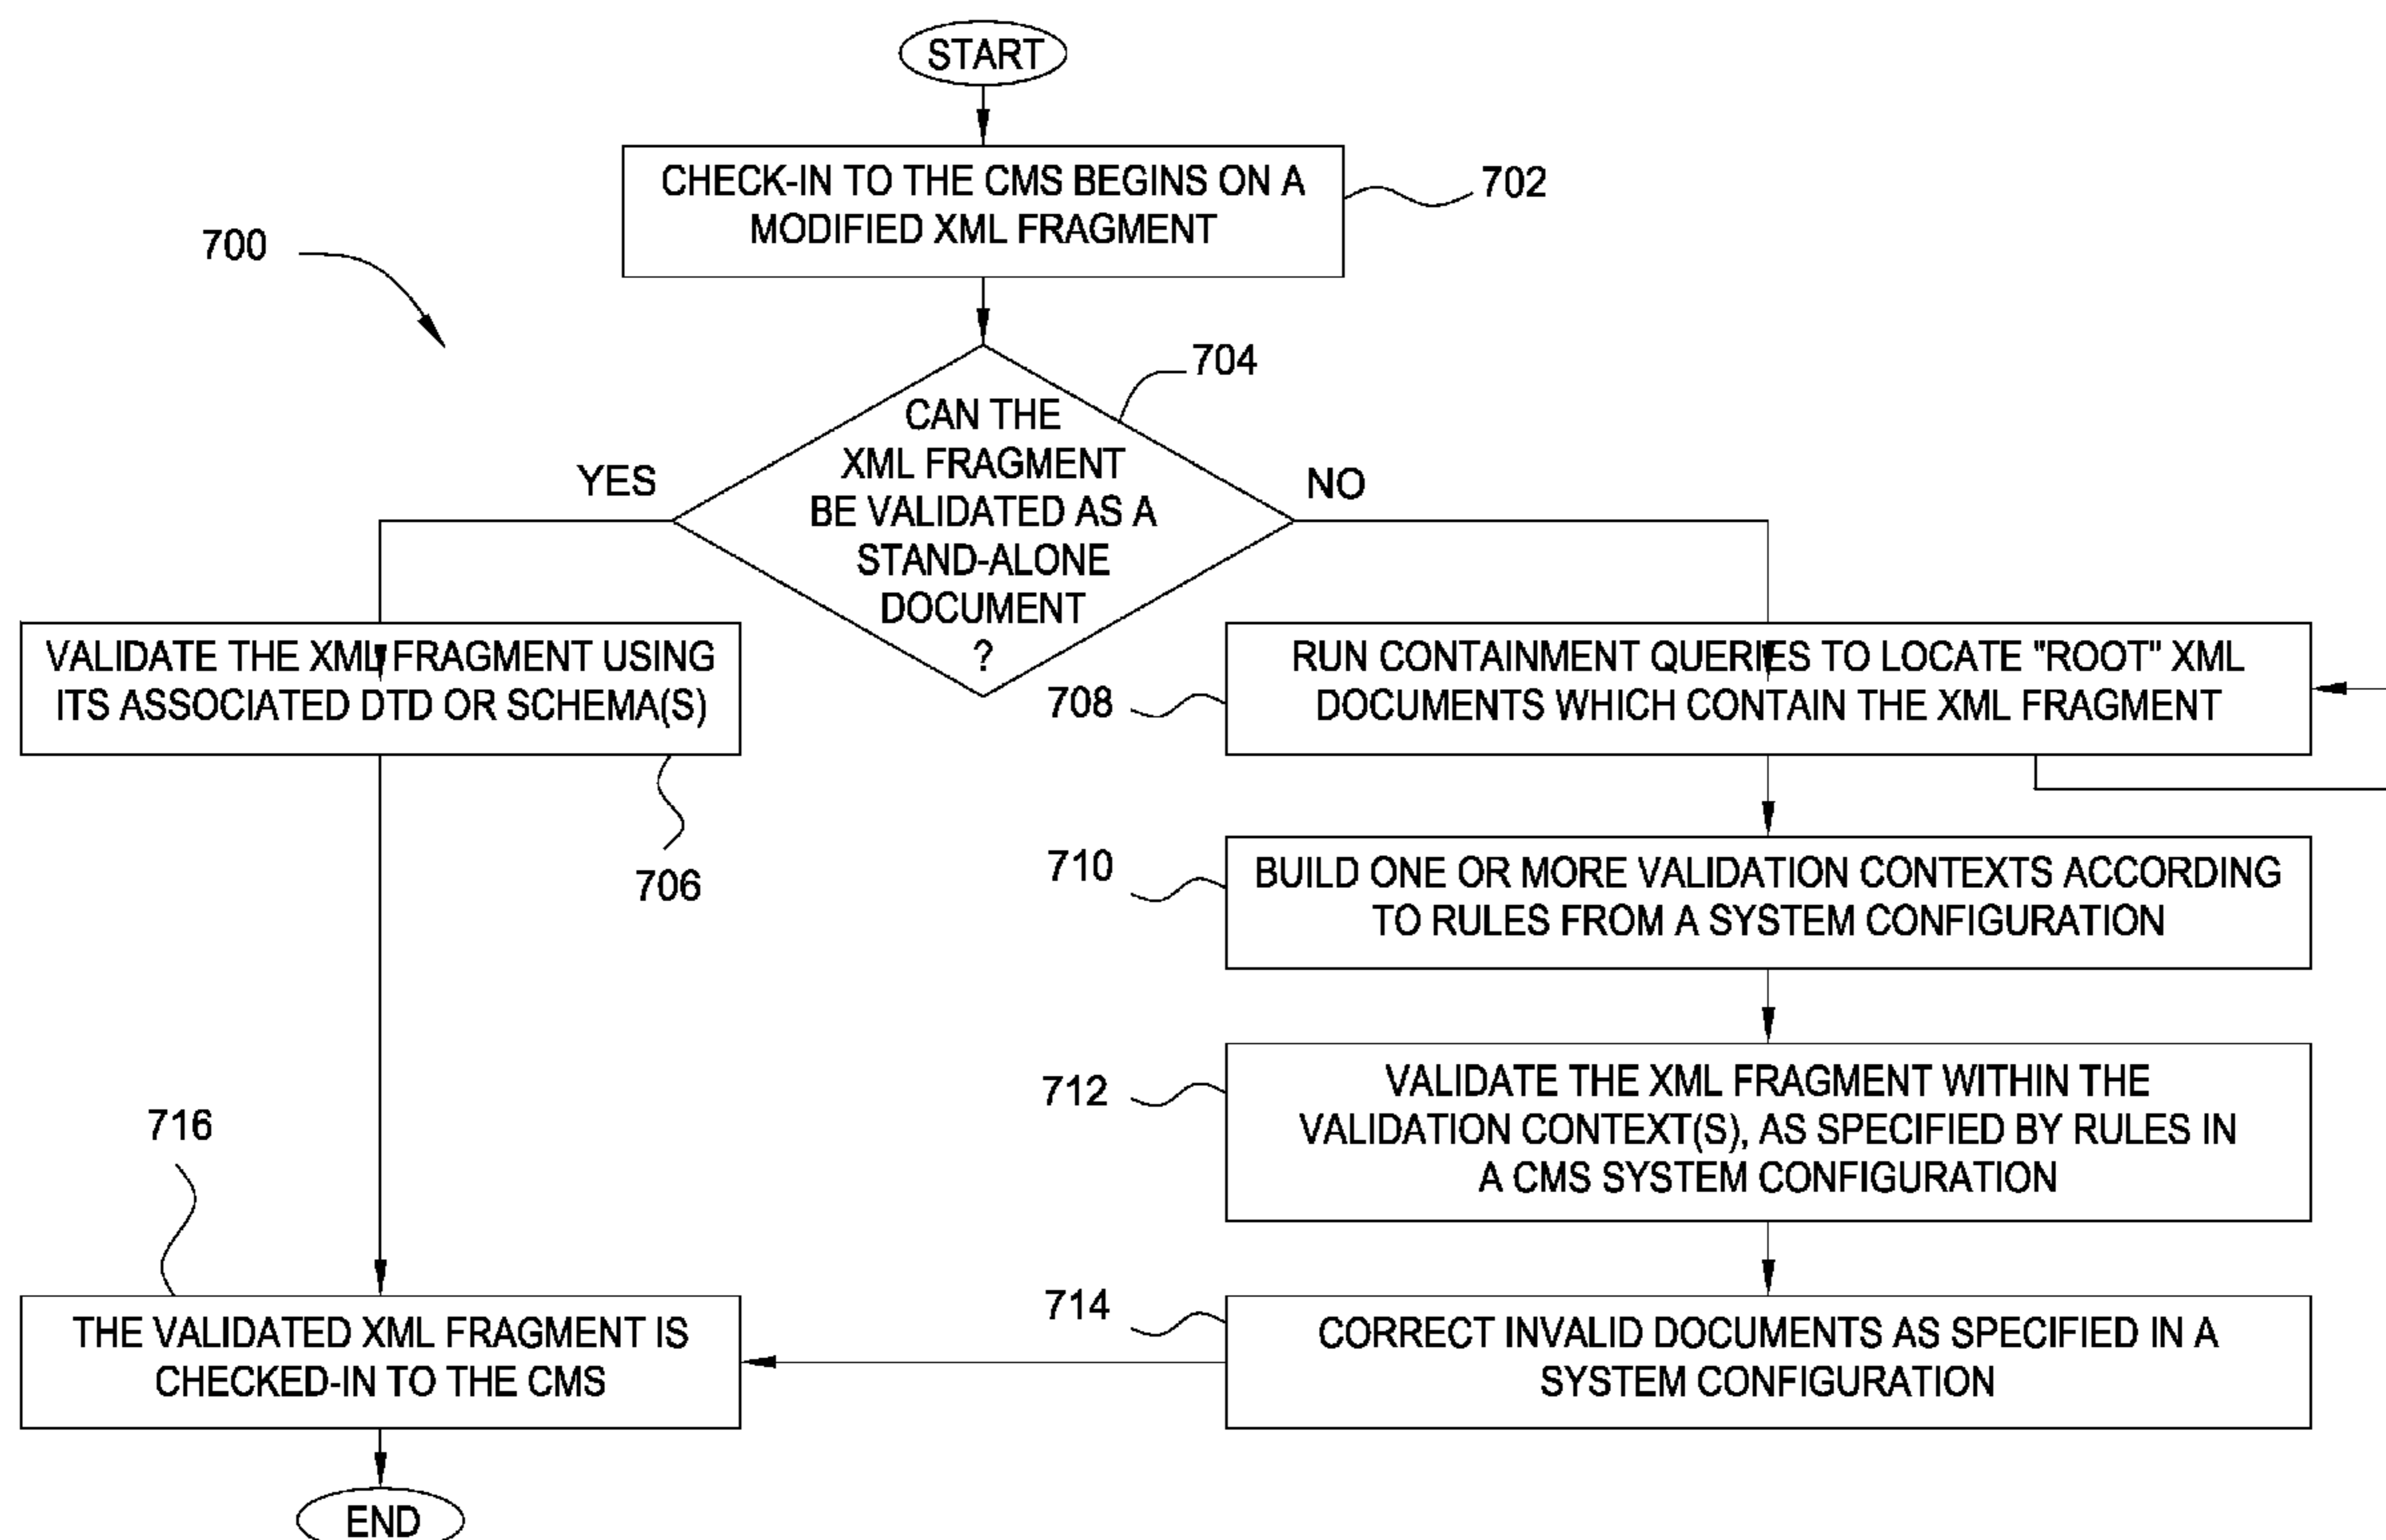 START
CHECK-IN TO THE CMS BEGINS ON A
MODIFIED XML FRAGMENT
702
700
704
CAN THE
XML FRAGMENT
BE VALIDATED AS A
STAND-ALONE
DOCUMENT
?
YES
NO
VALIDATE THE XML FRAGMENT USING
ITS ASSOCIATED DTD OR SCHEMA(S)
706
RUN CONTAINMENT QUERIES TO LOCATE "ROOT" XML
DOCUMENTS WHICH CONTAIN THE XML FRAGMENT
708
710
BUILD ONE OR MORE VALIDATION CONTEXTS ACCORDING
TO RULES FROM A SYSTEM CONFIGURATION
712
VALIDATE THE XML FRAGMENT WITHIN THE
VALIDATION CONTEXT(S), AS SPECIFIED BY RULES IN
A CMS SYSTEM CONFIGURATION
714
CORRECT INVALID DOCUMENTS AS SPECIFIED IN A
SYSTEM CONFIGURATION
716
THE VALIDATED XML FRAGMENT IS
CHECKED-IN TO THE CMS
END